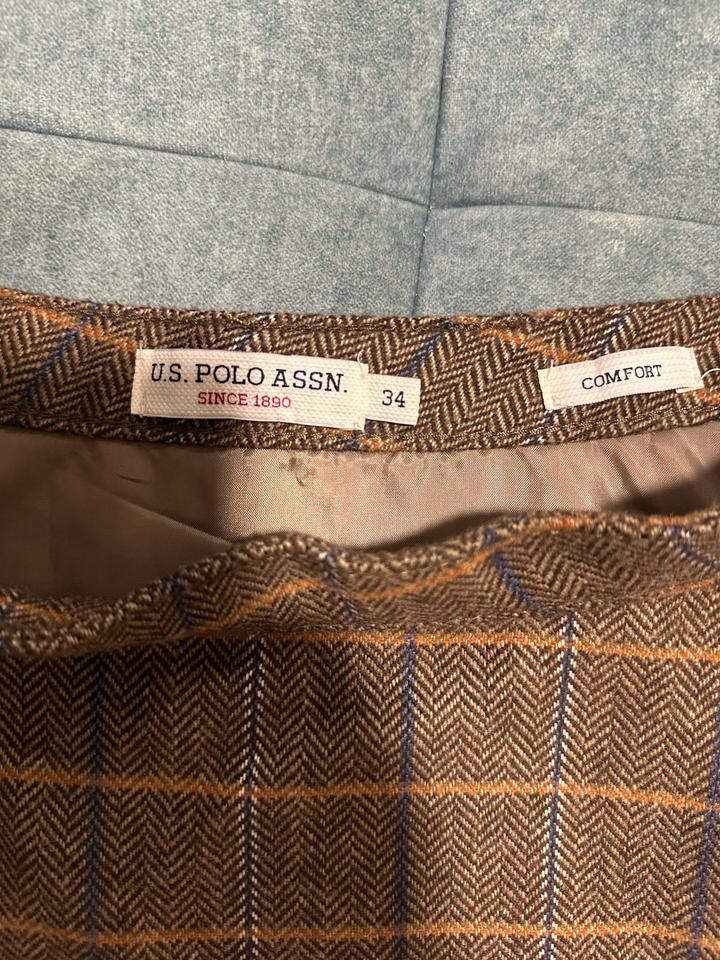 U.S. POLO ASSN.
SINCE 1890
34
COMFORT